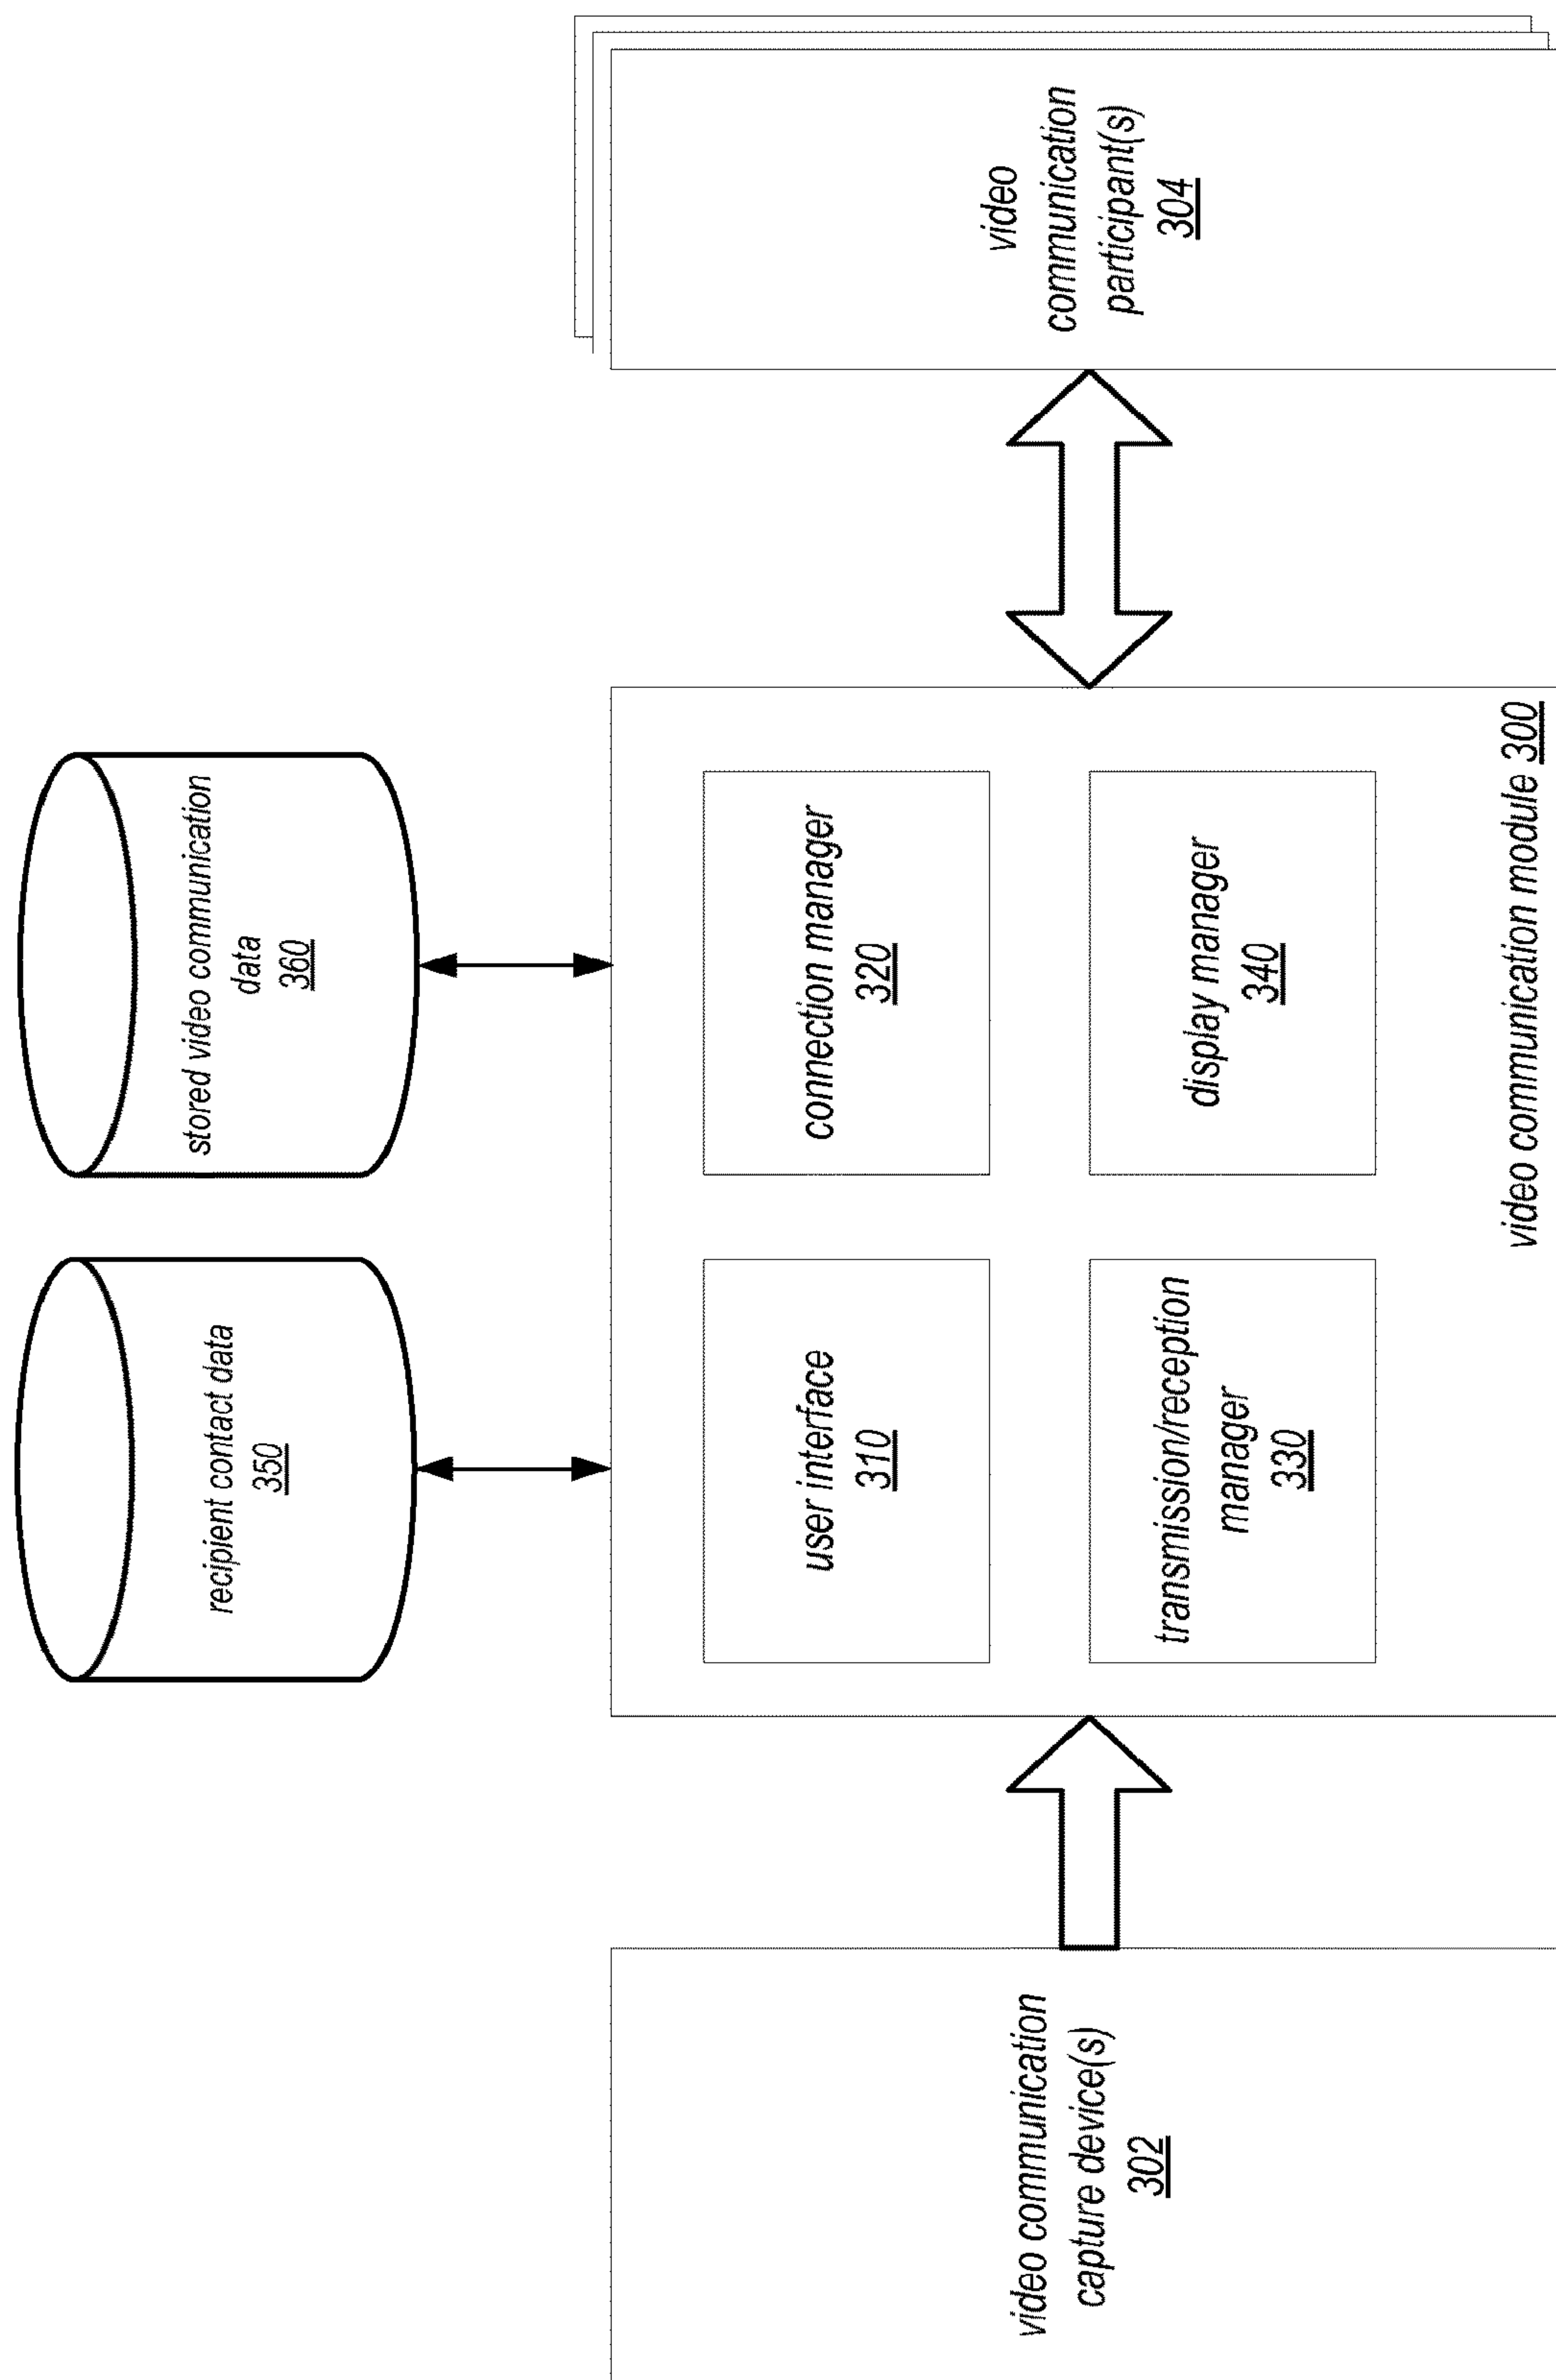 recipient contact data
350
stored video communication
data
360
video communication
capture device(s)
302
user interface
310
connection manager
320
transmission/reception
manager
330
display manager
340
video communication module 300
video
communication
participant(s)
304